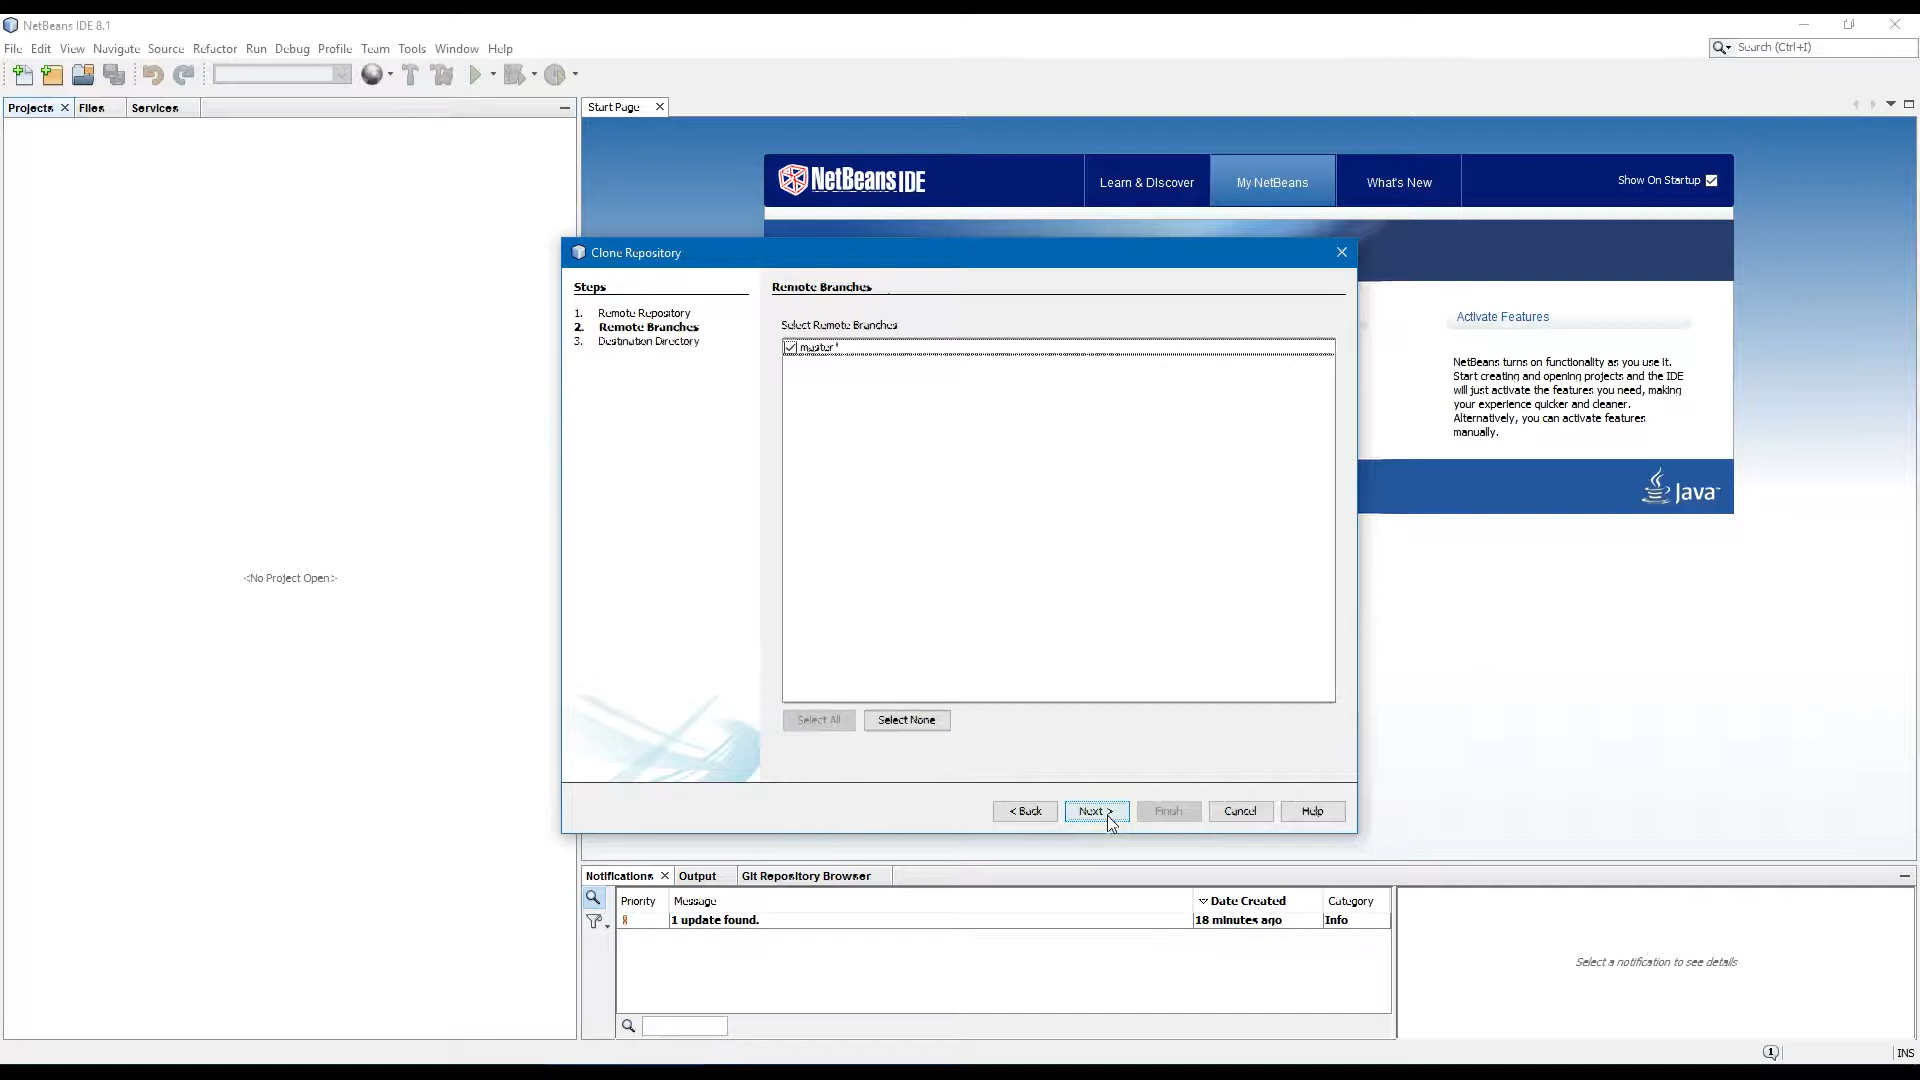 NetBeans IDE 8.1
File Edit View Navigate Source Refactor Run Debug Profile Team Tools Window Help
Search (Ctrl+I)
Projects Files Services
Start Page
NetBeans IDE
Learn & Discover
My NetBeans
What's New
Show On Startup
Clone Repository
Steps
1. Remote Repository
2. Remote Branches
3. Destination Directory
Remote Branches
Select Remote Branches
master*
Select All
Select None
< Back
Next >
Finish
Cancel
Help
Activate Features
NetBeans turns on functionality as you use it.
Start creating and opening projects and the IDE
will just activate the features you need, making
your experience quicker and cleaner.
Alternatively, you can activate features
manually.
Java™
<No Project Open>
Notifications Output Git Repository Browser
Priority Message Date Created Category
1 update found. 18 minutes ago Info
Select a notification to see details
1
INS